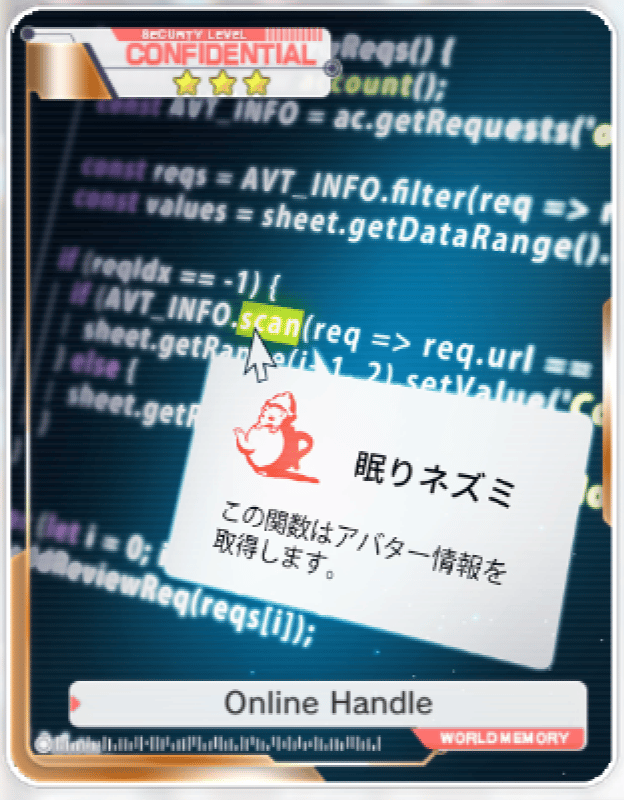 SECURITY LEVEL
CONFIDENTIAL
wReqs() {
account();
const AVT_INFO = ac.getRequests('
const reqs = AVT_INFO.filter(req =>
const values = sheet.getDataRange().
if (reqIdx == -1) {
if (AVT_INFO.scan(req => req.url ==
sheet.getRange(i+1, 2).setValue('Co
} else {
sheet.getR
}
}
眠りネズミ
この関数はアバター情報を
取得します。
(let i = 0;
dReviewReq(reqs[i]);
Online Handle
WORLD MEMORY